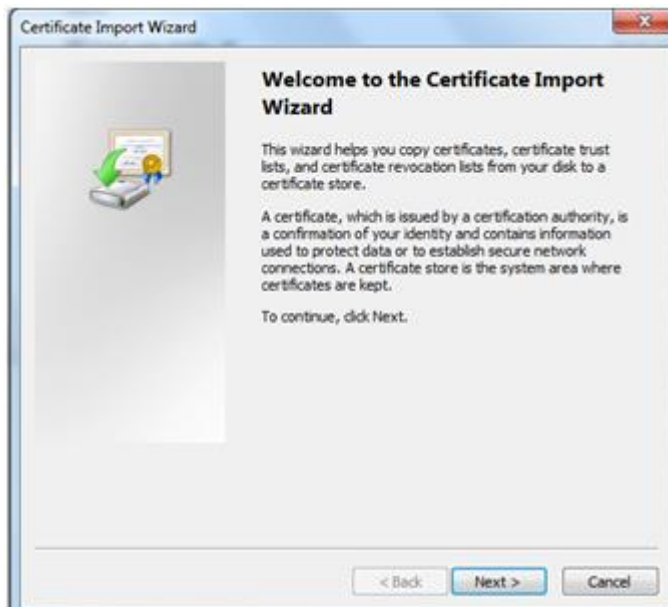 Certificate Import Wizard
Welcome to the Certificate Import
Wizard
This wizard helps you copy certificates, certificate trust
lists, and certificate revocation lists from your disk to a
certificate store.
A certificate, which is issued by a certification authority, is
a confirmation of your identity and contains information
used to protect data or to establish secure network
connections. A certificate store is the system area where
certificates are kept.
To continue, click Next.
< Back Next > Cancel